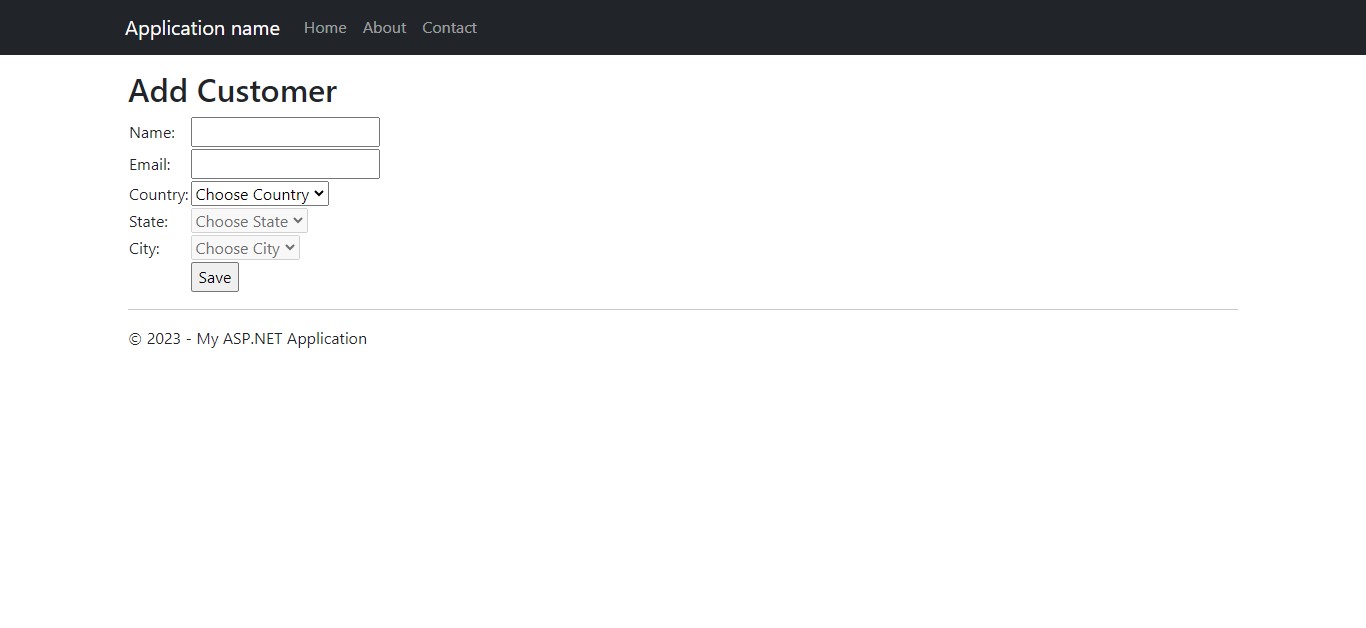 Application name Home About Contact
Add Customer
Name:
Email:
Country: Choose Country
State: Choose State
City: Choose City
Save
© 2023 - My ASP.NET Application